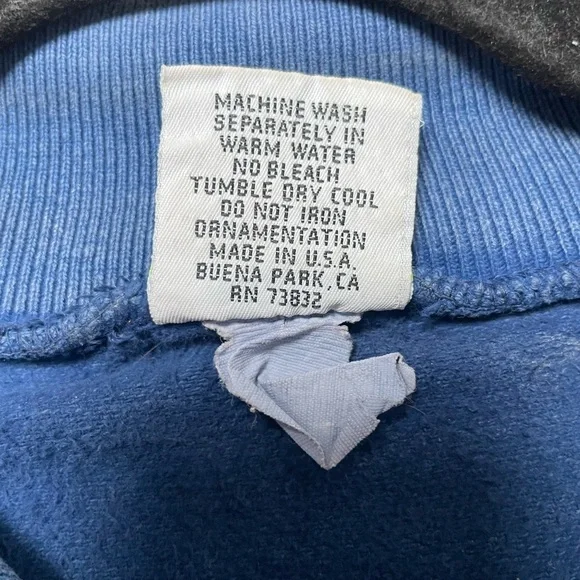 MACHINE WASH
SEPARATELY IN
WARM WATER
NO BLEACH
TUMBLE DRY COOL
DO NOT IRON
ORNAMENTATION
MADE IN U.S.A.
BUENA PARK, CA
RN 73832